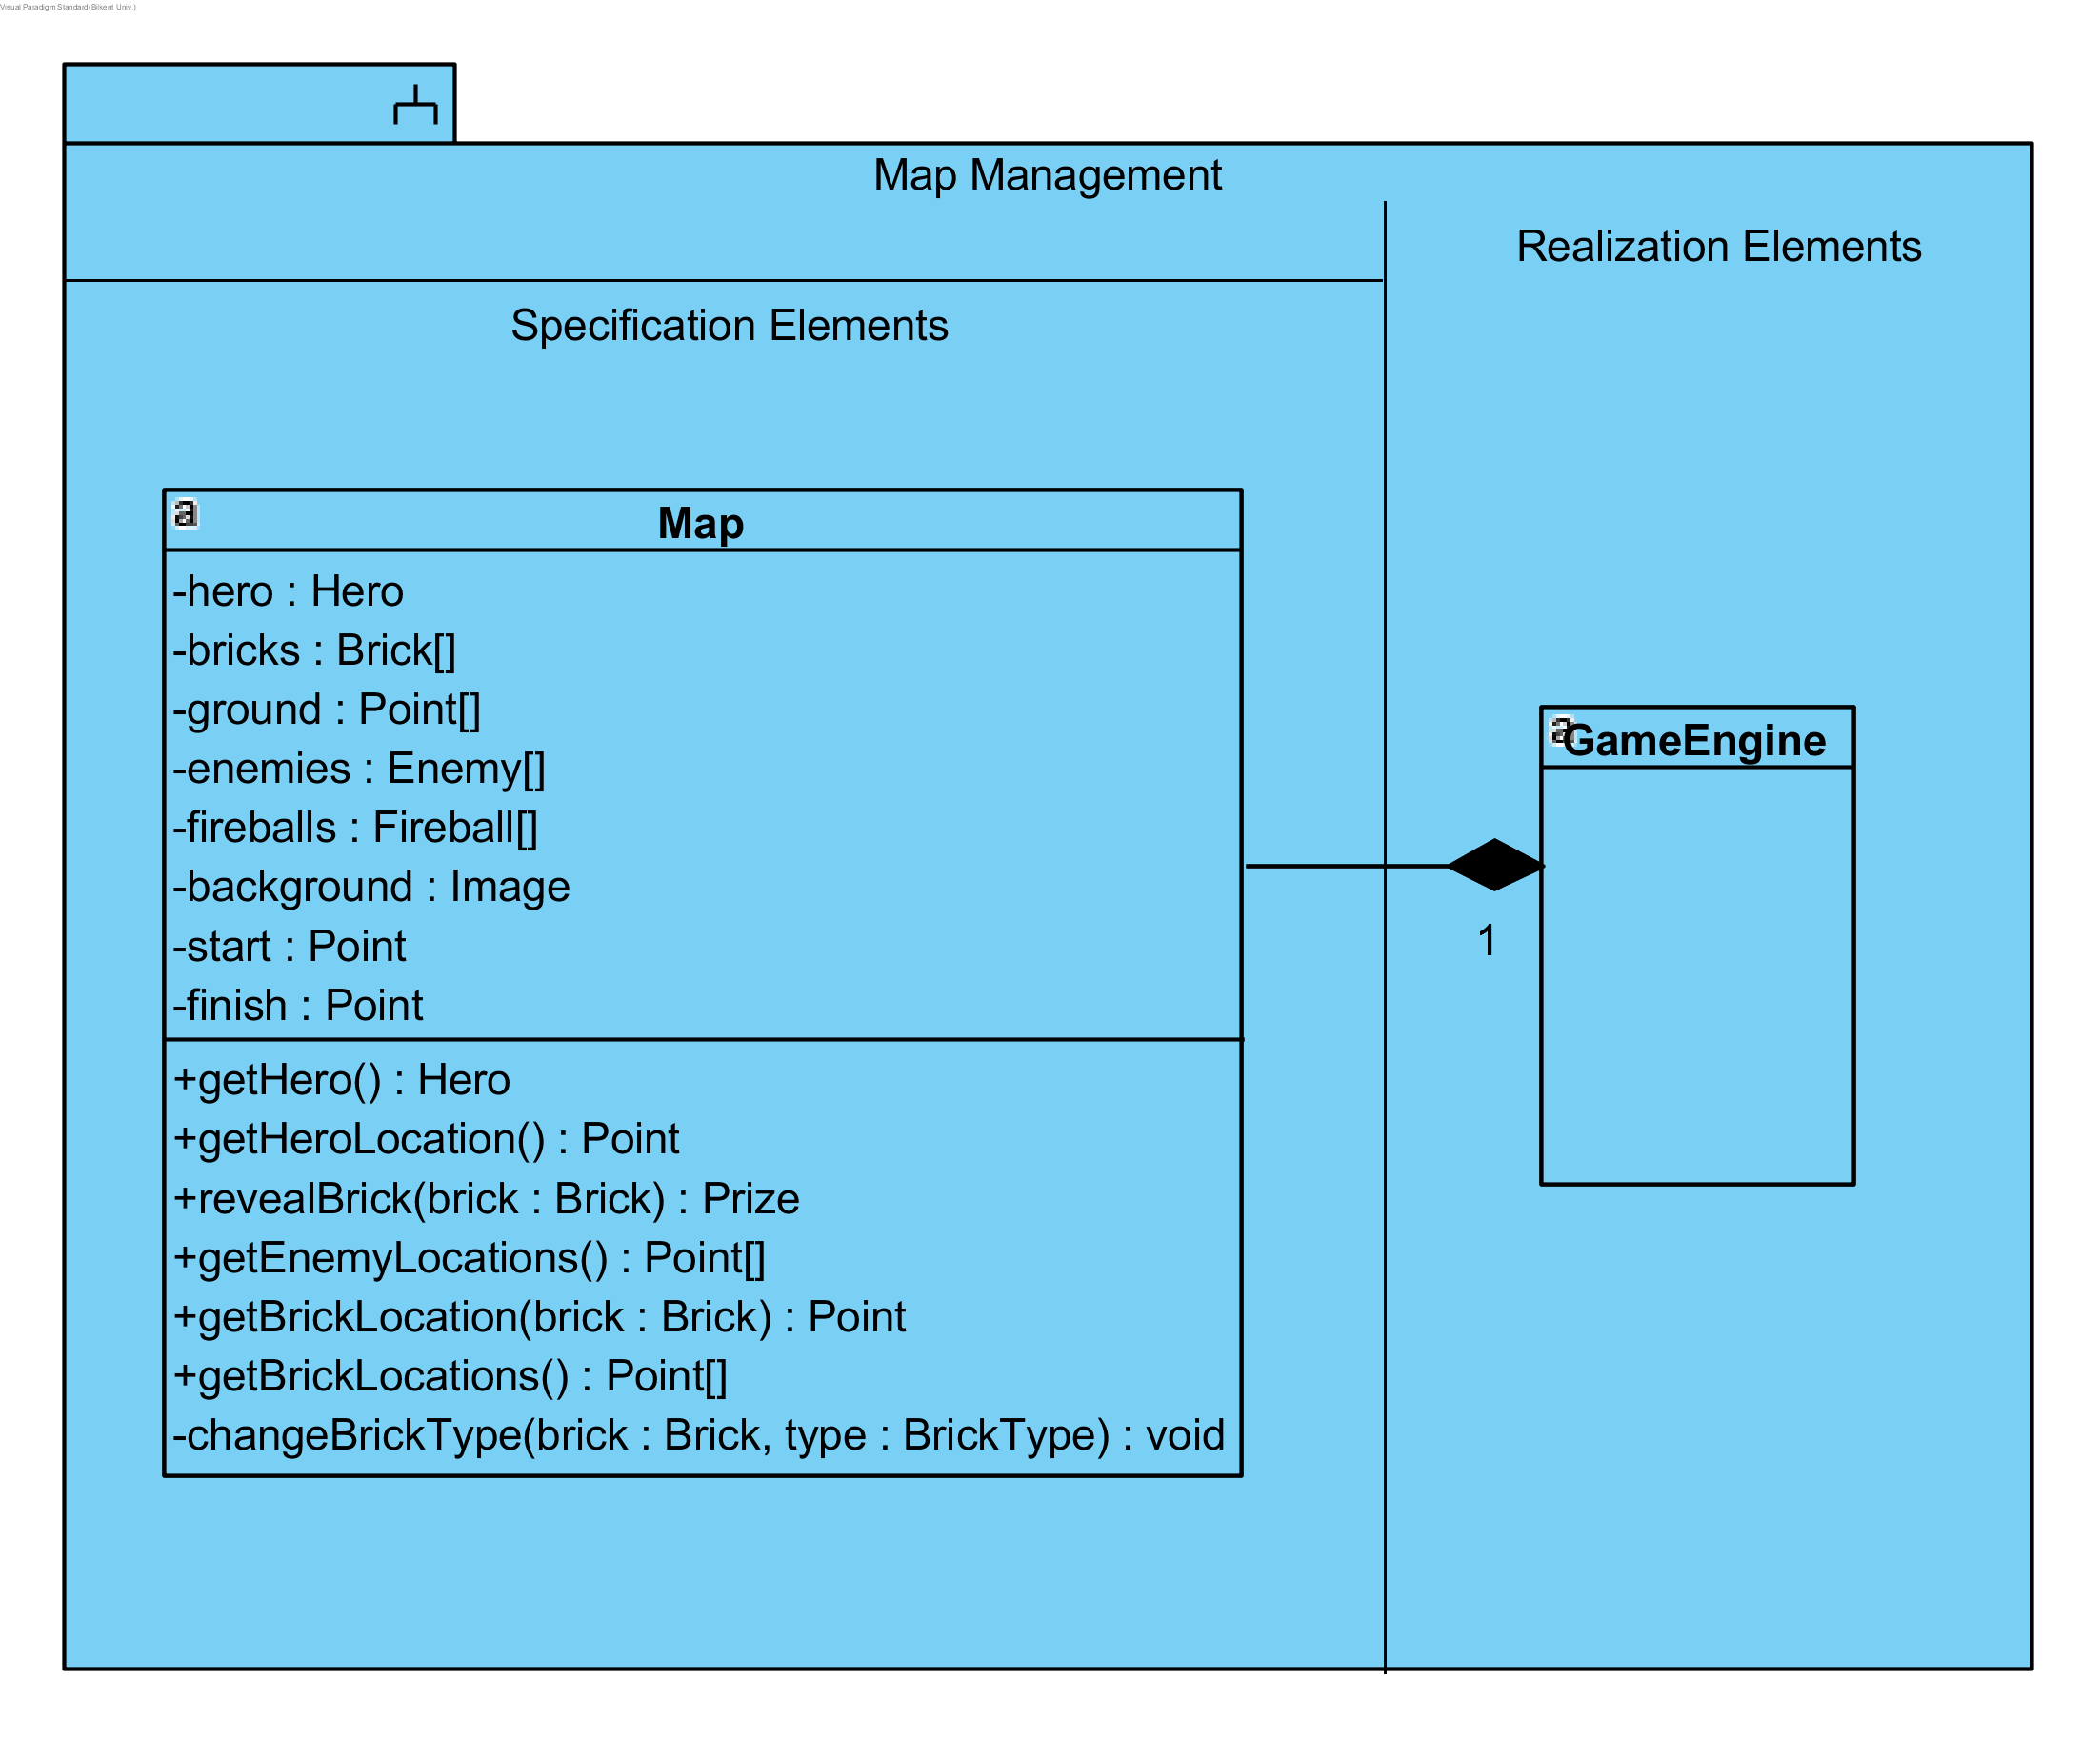 Visual Paradigm Standard(Bilkent Univ.)
Map Management
Realization Elements
Specification Elements
a
Map
-hero : Hero
-bricks : Brick[]
-ground : Point[]
-enemies : Enemy[]
-fireballs : Fireball[]
-background : Image
-start : Point
-finish : Point
+getHero() : Hero
+getHeroLocation() : Point
+revealBrick(brick : Brick) : Prize
+getEnemyLocations() : Point[]
+getBrickLocation(brick : Brick) : Point
+getBrickLocations() : Point[]
-changeBrickType(brick : Brick, type : BrickType) : void
a
GameEngine
1